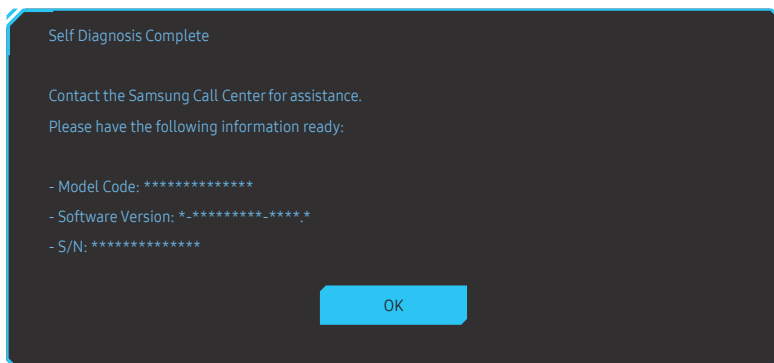 Self Diagnosis Complete
Contact the Samsung Call Center for assistance.
Please have the following information ready:
- Model Code: **************
- Software Version: *-*********-****.*
- S/N: **************
OK